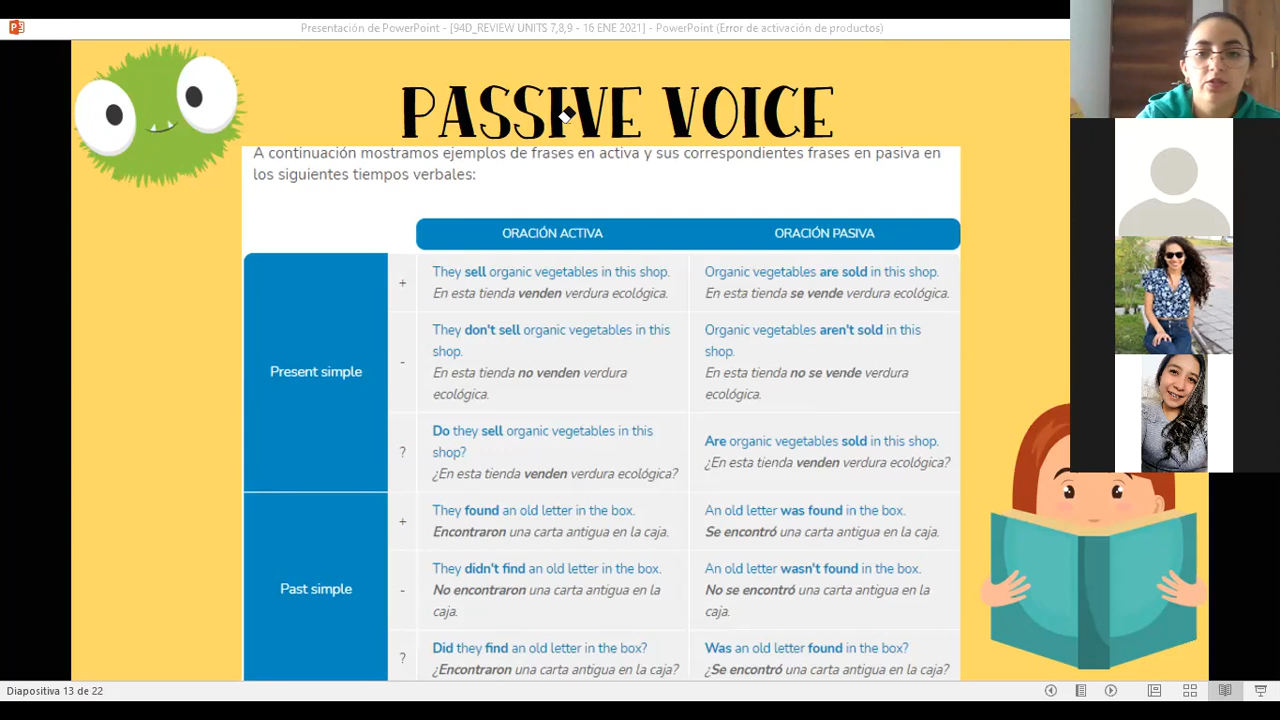 Presentación de PowerPoint - [94D_REVIEW UNITS 7,8,9 - 16 ENE 2021] - PowerPoint (Error de activación de productos)
PASSIVE VOICE
A continuación mostramos ejemplos de frases en activa y sus correspondientes frases en pasiva en
los siguientes tiempos verbales:
ORACIÓN ACTIVA
ORACIÓN PASIVA
Present simple
+
They sell organic vegetables in this shop.
En esta tienda venden verdura ecológica.
Organic vegetables are sold in this shop.
En esta tienda se vende verdura ecológica.
-
They don't sell organic vegetables in this
shop.
En esta tienda no venden verdura
ecológica.
Organic vegetables aren't sold in this
shop.
En esta tienda no se vende verdura
ecológica.
?
Do they sell organic vegetables in this
shop?
¿En esta tienda venden verdura ecológica?
Are organic vegetables sold in this shop.
¿En esta tienda venden verdura ecológica?
Past simple
+
They found an old letter in the box.
Encontraron una carta antigua en la caja.
An old letter was found in the box.
Se encontró una carta antigua en la caja.
-
They didn't find an old letter in the box.
No encontraron una carta antigua en la
caja.
An old letter wasn't found in the box.
No se encontró una carta antigua en la
caja.
?
Did they find an old letter in the box?
¿Encontraron una carta antigua en la caja?
Was an old letter found in the box?
¿Se encontró una carta antigua en la caja?
Diapositiva 13 de 22